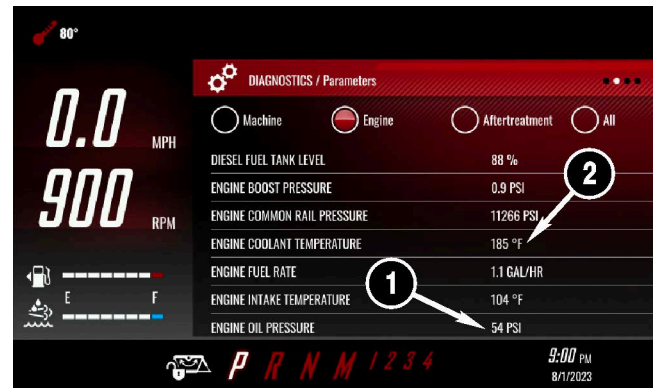 80°
DIAGNOSTICS / Parameters
Machine Engine Aftertreatment All
0.0 MPH
DIESEL FUEL TANK LEVEL 88 %
ENGINE BOOST PRESSURE 0.9 PSI
2
900 RPM
ENGINE COMMON RAIL PRESSURE 11266 PSI
ENGINE COOLANT TEMPERATURE 185 °F
ENGINE FUEL RATE 1.1 GAL/HR
1
E F
ENGINE INTAKE TEMPERATURE 104 °F
ENGINE OIL PRESSURE 54 PSI
P R N M 1 2 3 4
9:00 PM
8/1/2023